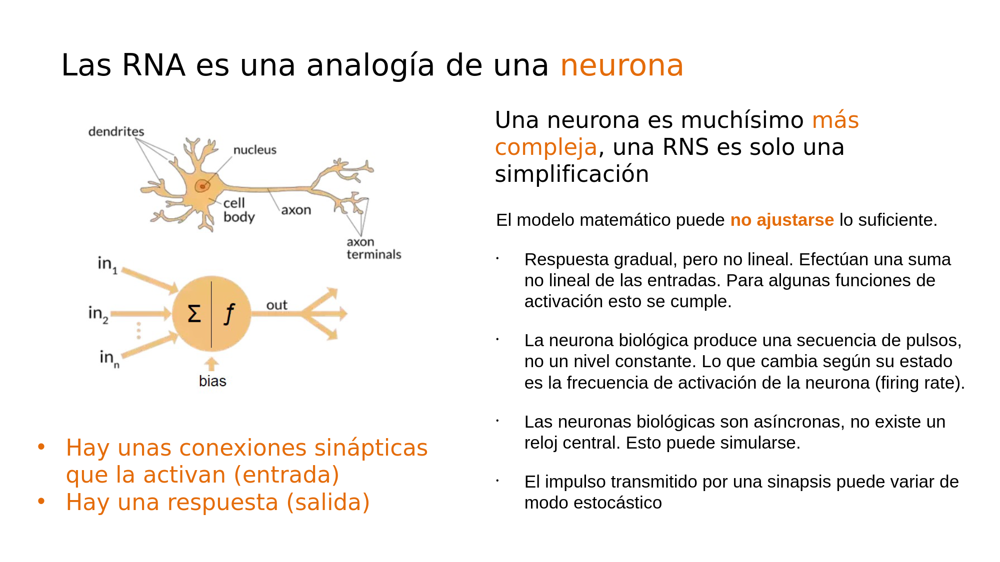 Las RNA es una analogía de una neurona
dendrites
nucleus
cell
body
axon
axon
terminals
in1
in2
inn
Σ
ƒ
out
bias
• Hay unas conexiones sinápticas
que la activan (entrada)
• Hay una respuesta (salida)
Una neurona es muchísimo más
compleja, una RNS es solo una
simplificación
El modelo matemático puede no ajustarse lo suficiente.
• Respuesta gradual, pero no lineal. Efectúan una suma
no lineal de las entradas. Para algunas funciones de
activación esto se cumple.
• La neurona biológica produce una secuencia de pulsos,
no un nivel constante. Lo que cambia según su estado
es la frecuencia de activación de la neurona (firing rate).
• Las neuronas biológicas son asíncronas, no existe un
reloj central. Esto puede simularse.
• El impulso transmitido por una sinapsis puede variar de
modo estocástico